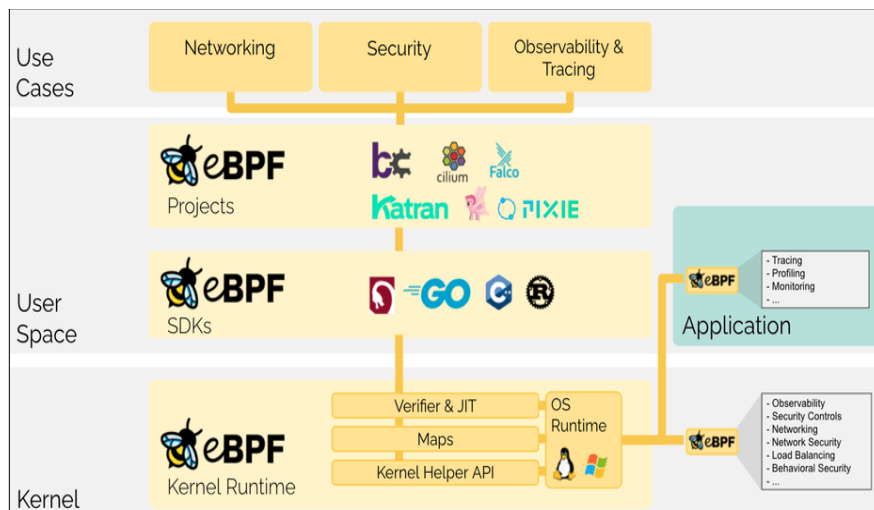 Use
Cases
Networking
Security
Observability &
Tracing
eBPF
Projects
bcc
cilium
Falco
Katran
PIXIE
User
Space
eBPF
SDKs
GO
C++
R
Application
eBPF
- Tracing
- Profiling
- Monitoring
- ...
Kernel
eBPF
Kernel Runtime
Verifier & JIT
Maps
Kernel Helper API
OS
Runtime
eBPF
- Observability
- Security Controls
- Networking
- Network Security
- Load Balancing
- Behavioral Security
- ...